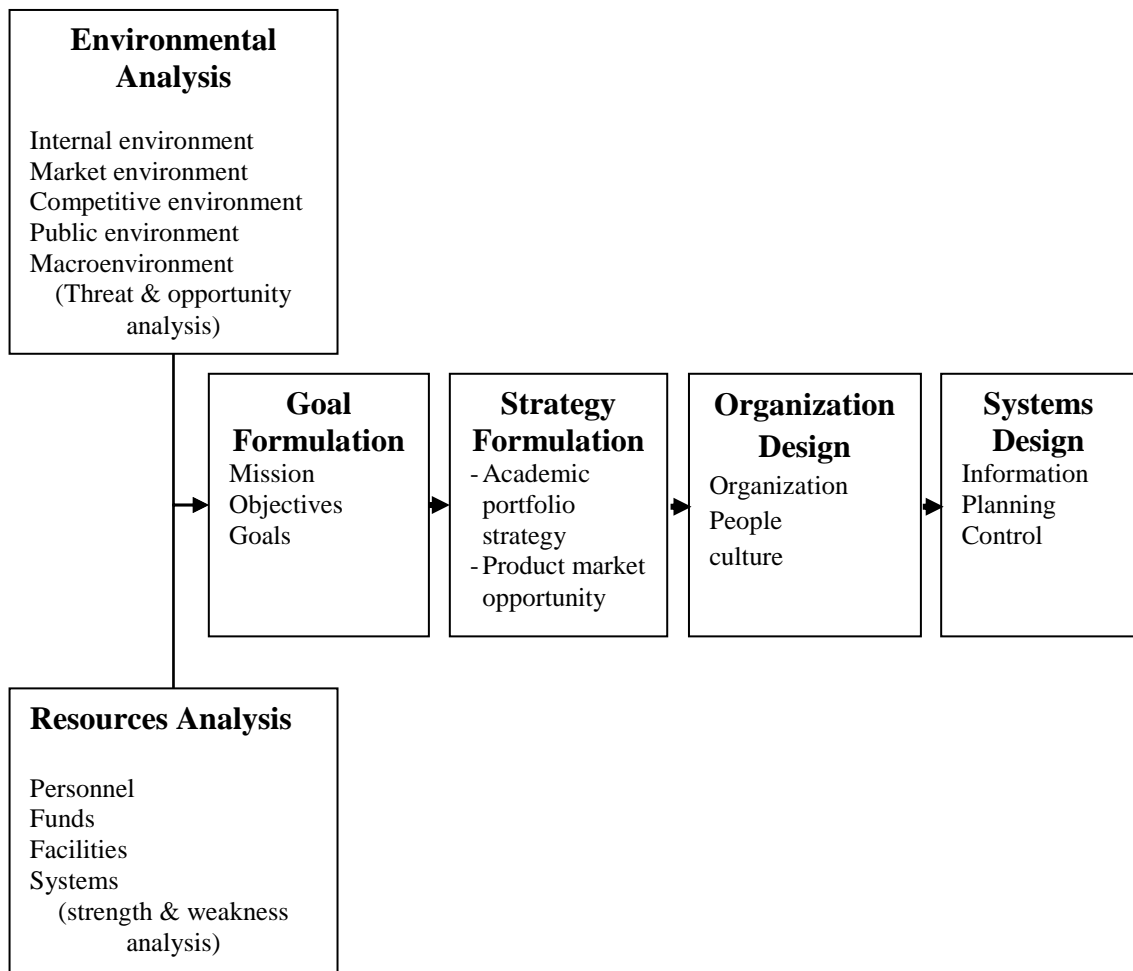 Environmental
Analysis
Internal environment
Market environment
Competitive environment
Public environment
Macroenvironment
(Threat & opportunity
analysis)
Goal
Formulation
Mission
Objectives
Goals
Strategy
Formulation
- Academic
portfolio
strategy
- Product market
opportunity
Organization
Design
Organization
People
culture
Systems
Design
Information
Planning
Control
Resources Analysis
Personnel
Funds
Facilities
Systems
(strength & weakness
analysis)